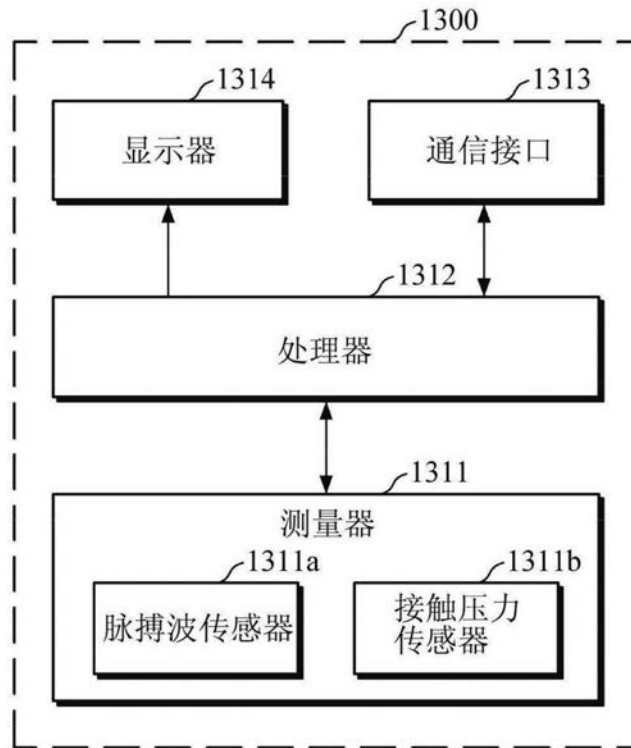 1300
1314
显示器
1313
通信接口
1312
处理器
1311
测量器
1311a
脉搏波传感器
1311b
接触压力
传感器